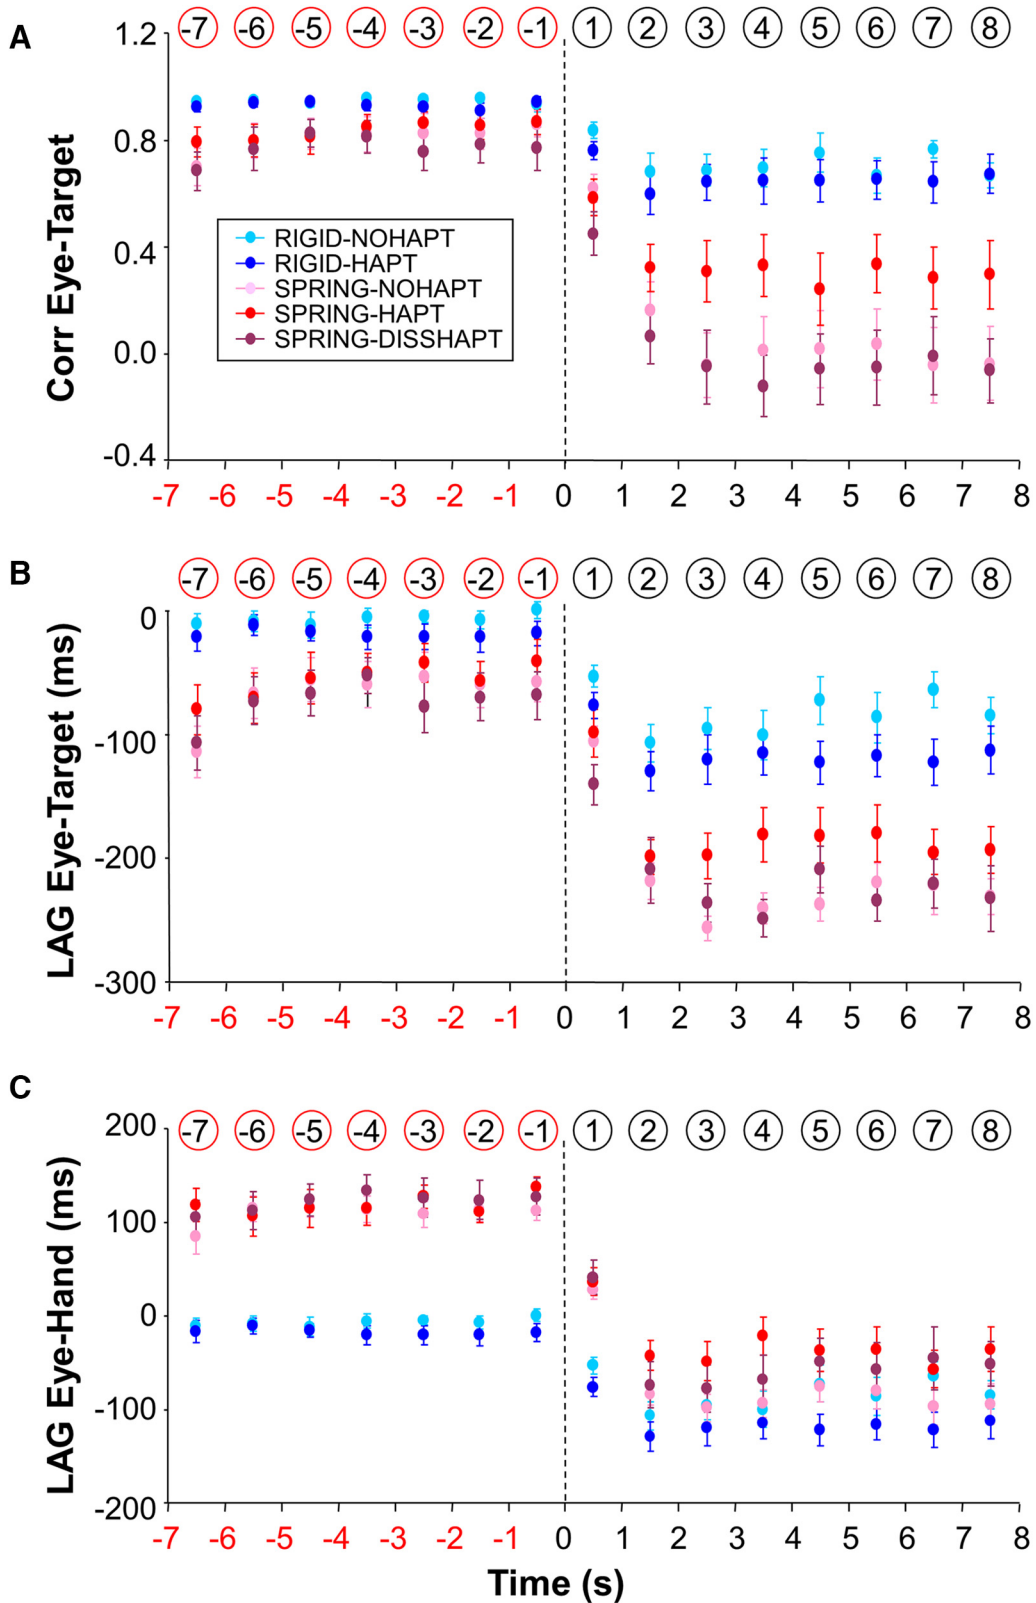 A
-7 -6 -5 -4 -3 -2 -1 1 2 3 4 5 6 7 8
1.2
0.8
0.4
0.0
-0.4
Corr Eye-Target
RIGID-NOHAPT
RIGID-HAPT
SPRING-NOHAPT
SPRING-HAPT
SPRING-DISSHAPT
-7 -6 -5 -4 -3 -2 -1 0 1 2 3 4 5 6 7 8
B
-7 -6 -5 -4 -3 -2 -1 1 2 3 4 5 6 7 8
0
-100
-200
-300
LAG Eye-Target (ms)
-7 -6 -5 -4 -3 -2 -1 0 1 2 3 4 5 6 7 8
C
-7 -6 -5 -4 -3 -2 -1 1 2 3 4 5 6 7 8
200
100
0
-100
-200
LAG Eye-Hand (ms)
-7 -6 -5 -4 -3 -2 -1 0 1 2 3 4 5 6 7 8
Time (s)